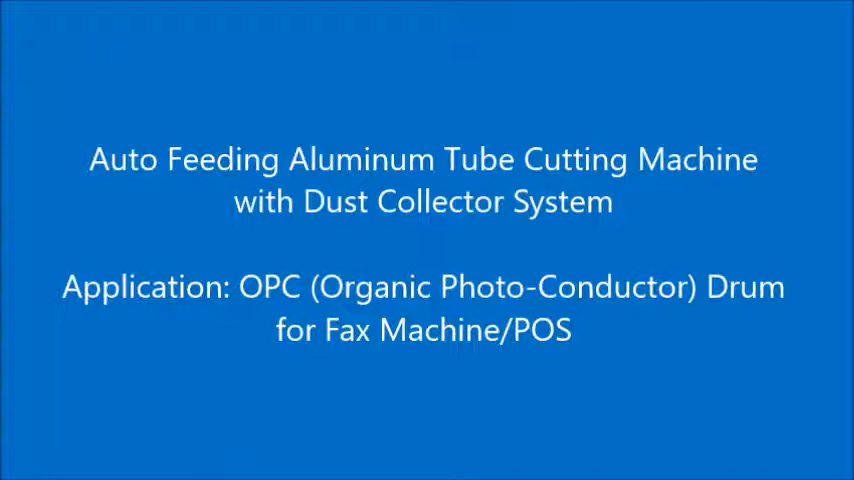 Auto Feeding Aluminum Tube Cutting Machine
with Dust Collector System
Application: OPC (Organic Photo-Conductor) Drum
for Fax Machine/POS